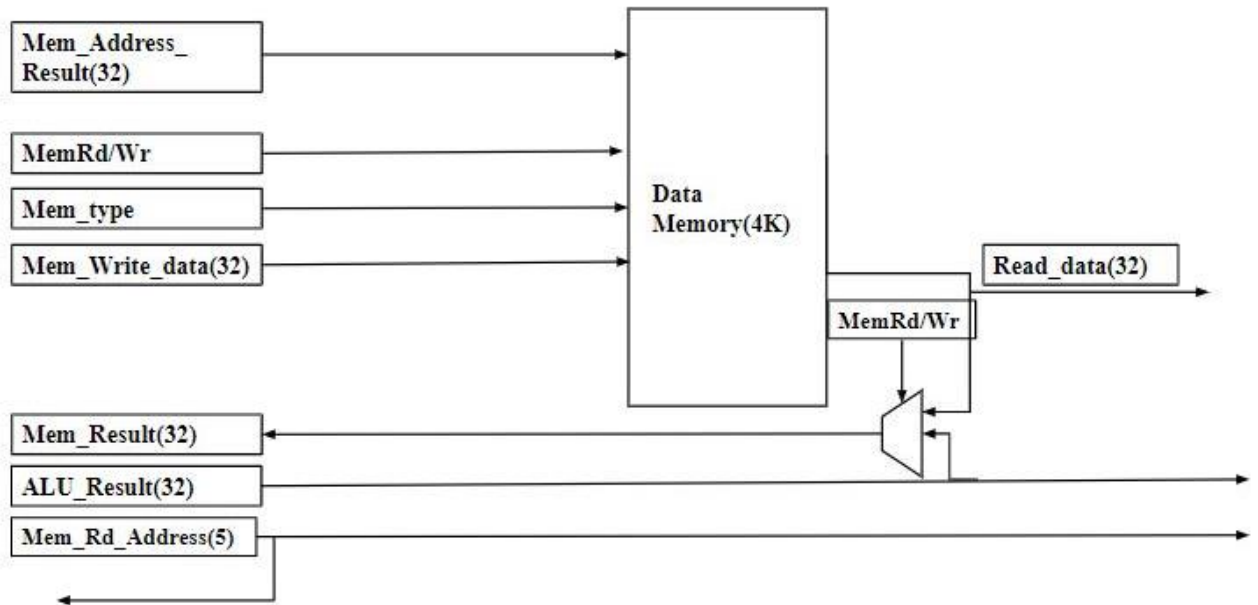 Mem_Address_
Result(32)
MemRd/Wr
Mem_type
Mem_Write_data(32)
Data
Memory(4K)
Read_data(32)
MemRd/Wr
Mem_Result(32)
ALU_Result(32)
Mem_Rd_Address(5)